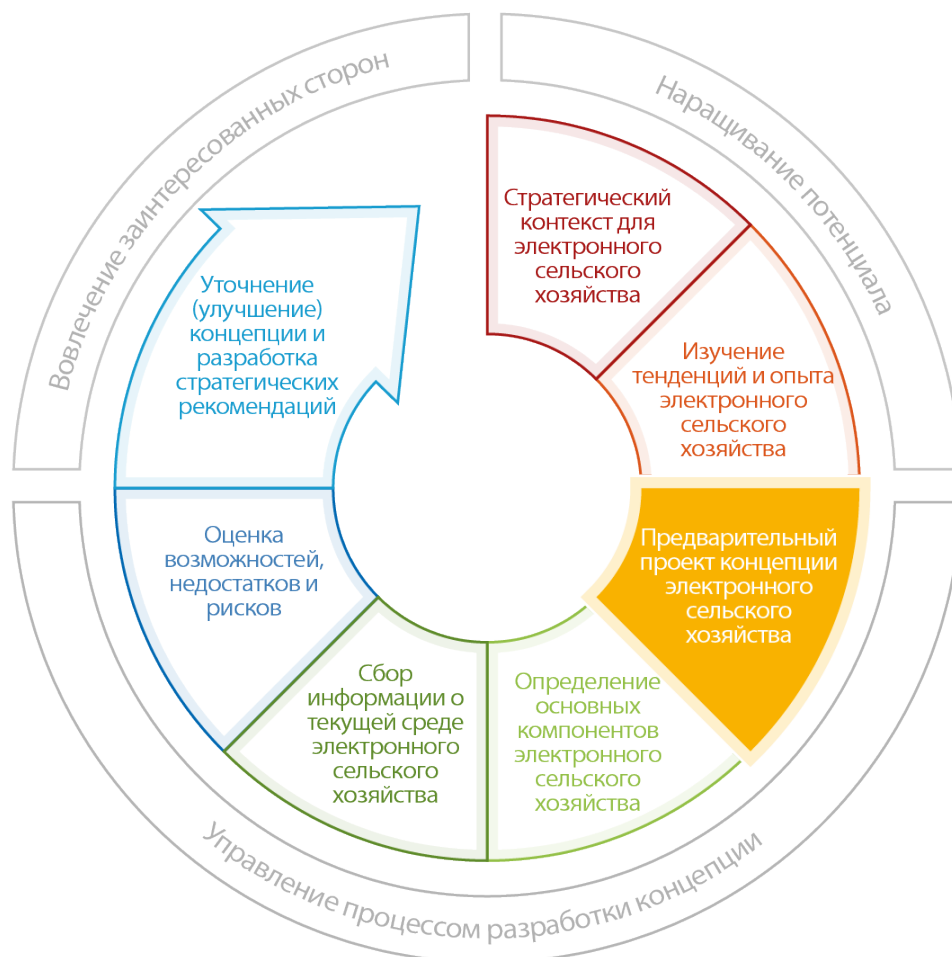 Вовлечение заинтересованных сторон
Наращивание потенциала
Стратегический
контекст для
электронного
сельского
хозяйства
Изучение
тенденций и опыта
электронного
сельского
хозяйства
Предварительный
проект концепции
электронного
сельского
хозяйства
Определение
основных
компонентов
электронного
сельского
хозяйства
Сбор
информации о
текущей среде
электронного
сельского
хозяйства
Оценка
возможностей,
недостатков и
рисков
Уточнение
(улучшение)
концепции и
разработка
стратегических
рекомендаций
Управление процессом разработки концепции